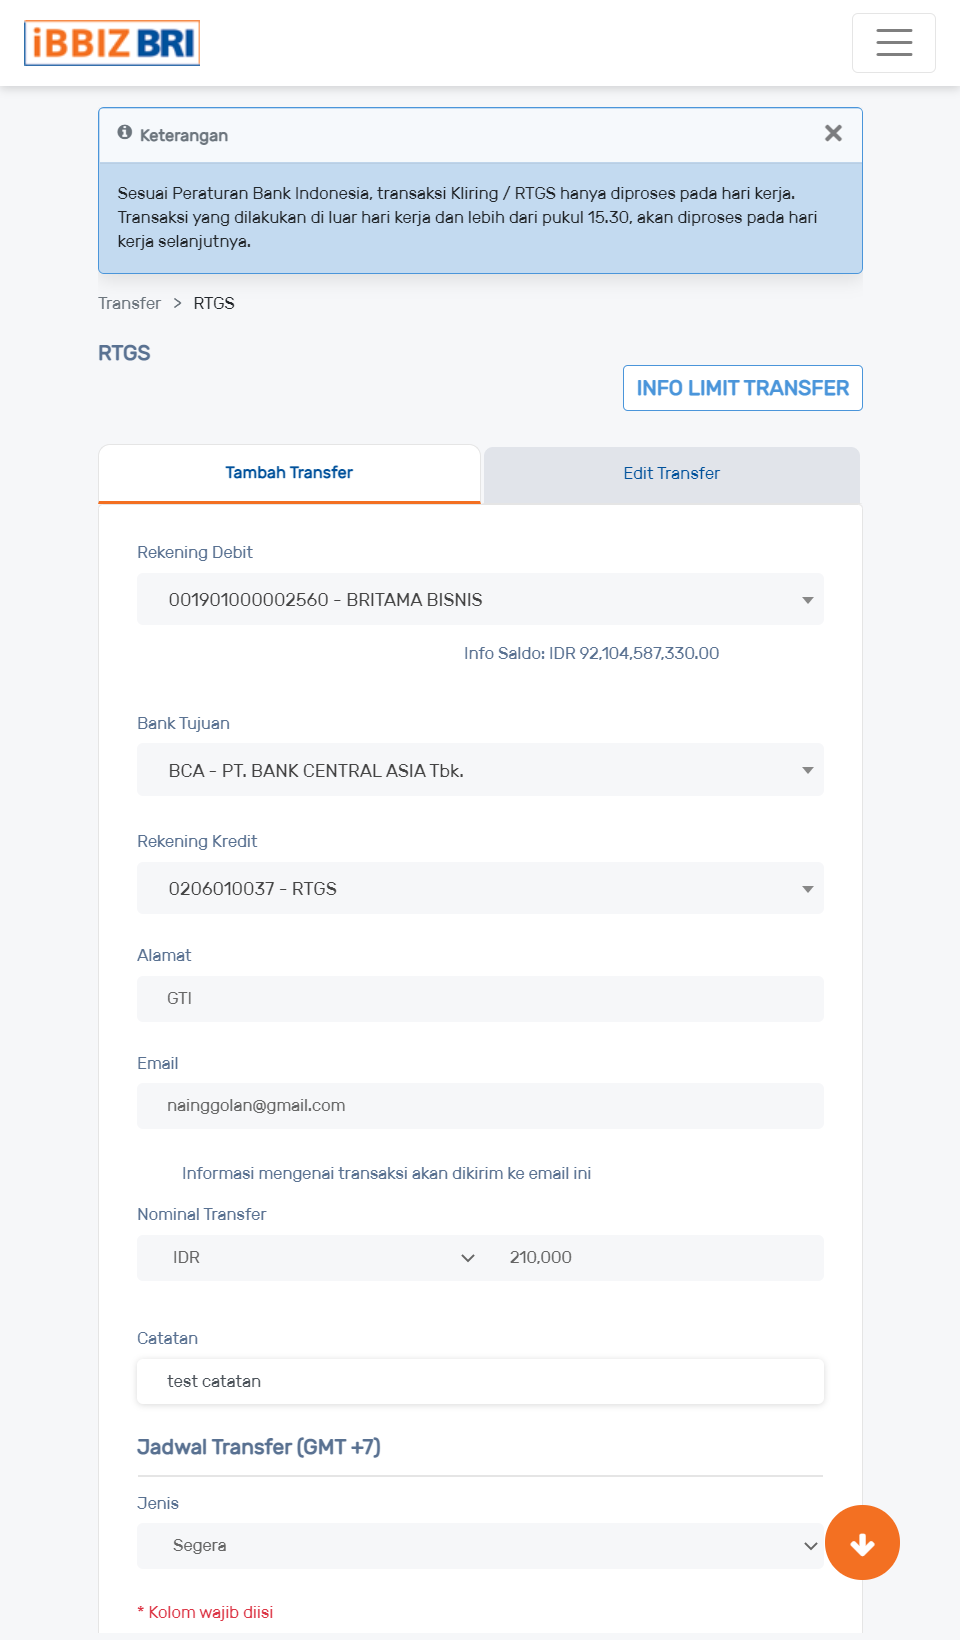 iBBIZ BRI
Keterangan
Sesuai Peraturan Bank Indonesia, transaksi Kliring / RTGS hanya diproses pada hari kerja.
Transaksi yang dilakukan di luar hari kerja dan lebih dari pukul 15.30, akan diproses pada hari
kerja selanjutnya.
Transfer > RTGS
RTGS
INFO LIMIT TRANSFER
Tambah Transfer
Edit Transfer
Rekening Debit
001901000002560 - BRITAMA BISNIS
Info Saldo: IDR 92,104,587,330.00
Bank Tujuan
BCA - PT. BANK CENTRAL ASIA Tbk.
Rekening Kredit
0206010037 - RTGS
Alamat
GTI
Email
nainggolan@gmail.com
Informasi mengenai transaksi akan dikirim ke email ini
Nominal Transfer
IDR 210,000
Catatan
test catatan
Jadwal Transfer (GMT +7)
Jenis
Segera
* Kolom wajib diisi